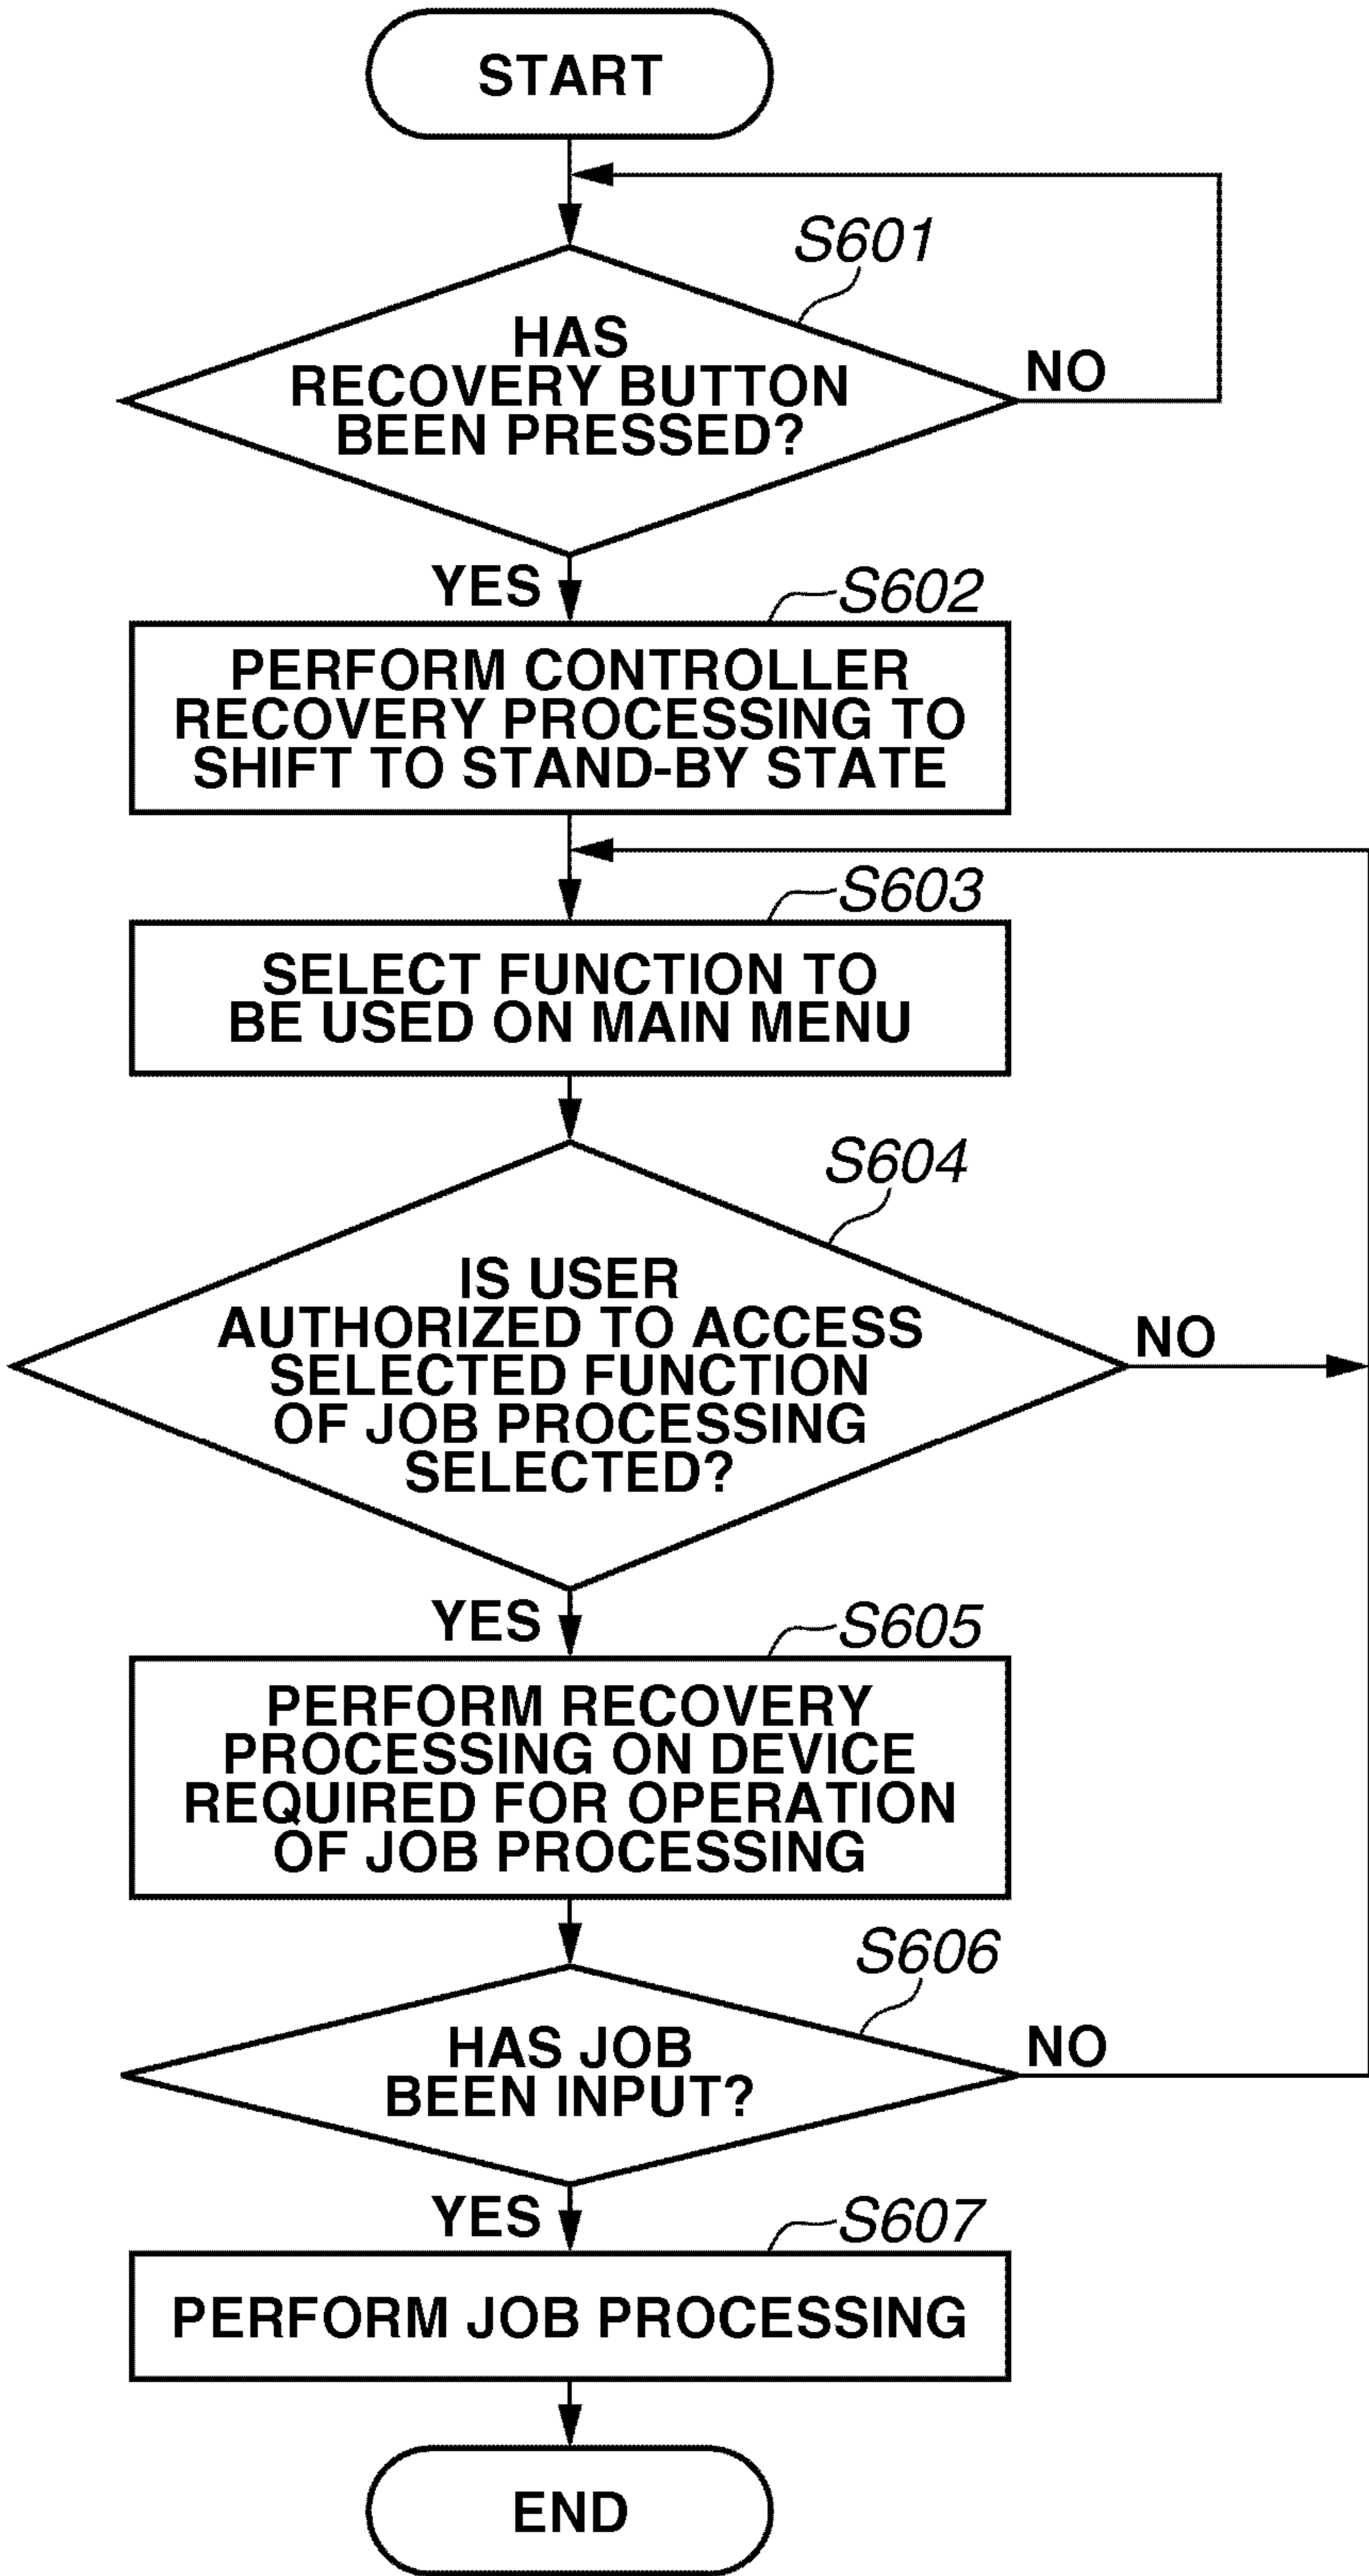 START
S601
HAS
RECOVERY BUTTON
BEEN PRESSED?
NO
YES
S602
PERFORM CONTROLLER
RECOVERY PROCESSING TO
SHIFT TO STAND-BY STATE
S603
SELECT FUNCTION TO
BE USED ON MAIN MENU
S604
IS USER
AUTHORIZED TO ACCESS
SELECTED FUNCTION
OF JOB PROCESSING
SELECTED?
NO
YES
S605
PERFORM RECOVERY
PROCESSING ON DEVICE
REQUIRED FOR OPERATION
OF JOB PROCESSING
S606
HAS JOB
BEEN INPUT?
NO
YES
S607
PERFORM JOB PROCESSING
END